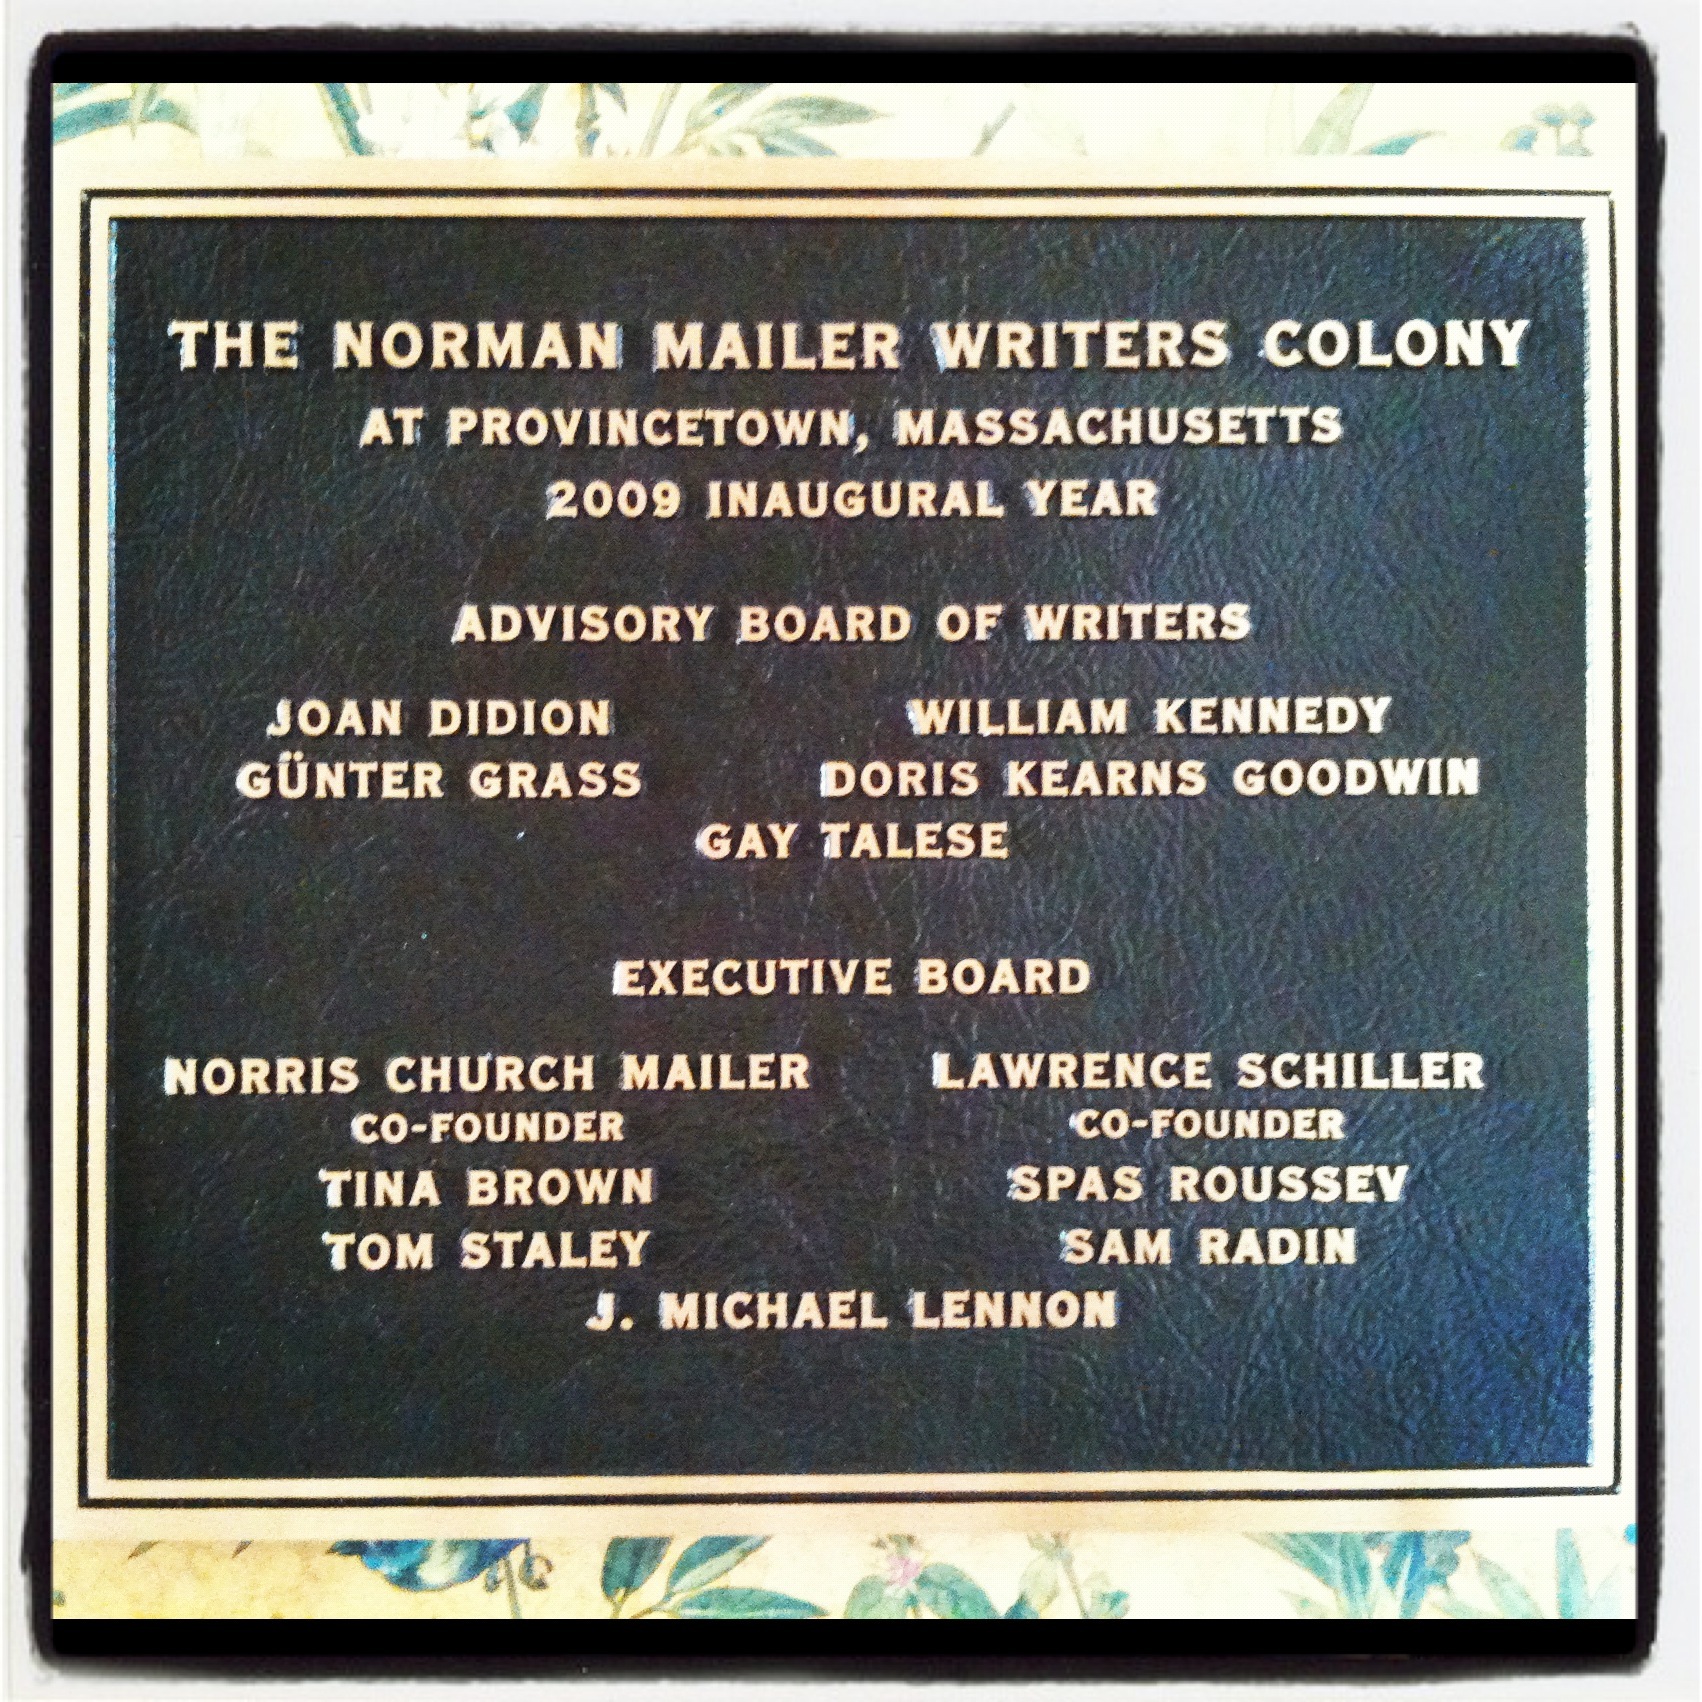 THE NORMAN MAILER WRITERS COLONY
AT PROVINCETOWN, MASSACHUSETTS
2009 INAUGURAL YEAR
ADVISORY BOARD OF WRITERS
JOAN DIDION WILLIAM KENNEDY
GÜNTER GRASS DORIS KEARNS GOODWIN
GAY TALESE
EXECUTIVE BOARD
NORRIS CHURCH MAILER LAWRENCE SCHILLER
CO-FOUNDER CO-FOUNDER
TINA BROWN SPAS ROUSSEV
TOM STALEY SAM RADIN
J. MICHAEL LENNON